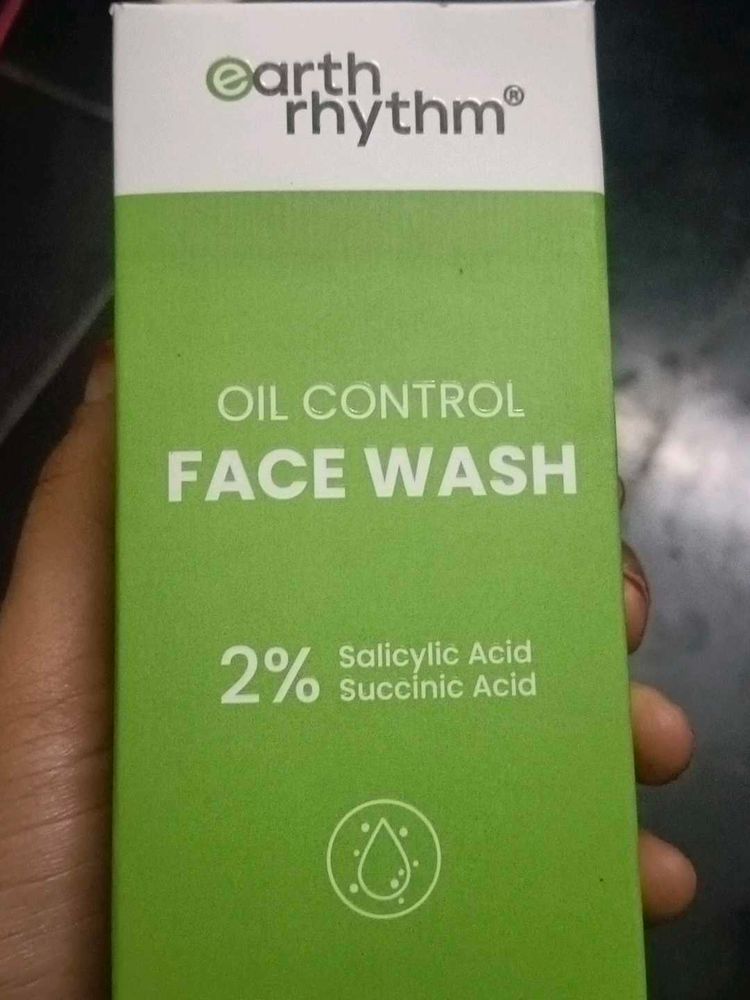 earth
rhythm®
OIL CONTROL
FACE WASH
2% Salicylic Acid
Succinic Acid